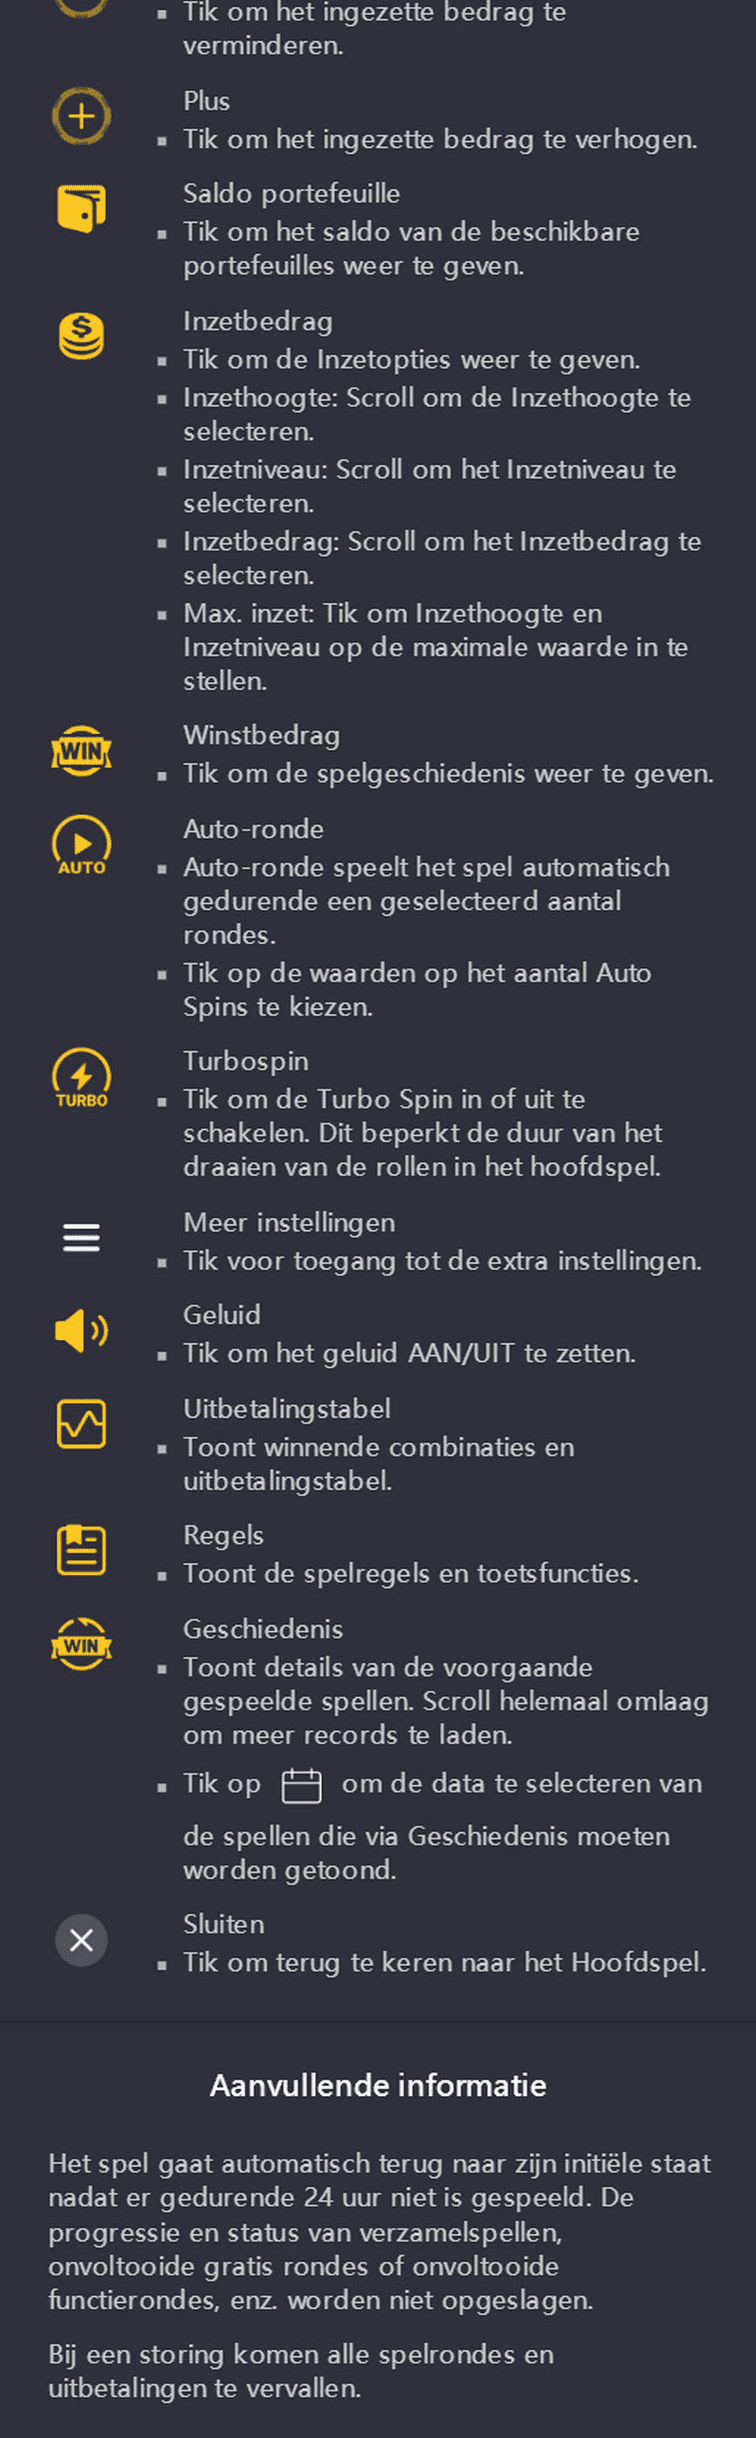 Tik om het ingezette bedrag te
verminderen.
Plus
Tik om het ingezette bedrag te verhogen.
Saldo portefeuille
Tik om het saldo van de beschikbare
portefeuilles weer te geven.
Inzetbedrag
Tik om de Inzetopties weer te geven.
Inzethoogte: Scroll om de Inzethoogte te
selecteren.
Inzetniveau: Scroll om het Inzetniveau te
selecteren.
Inzetbedrag: Scroll om het Inzetbedrag te
selecteren.
Max. inzet: Tik om Inzethoogte en
Inzetniveau op de maximale waarde in te
stellen.
WIN
Winstbedrag
Tik om de spelgeschiedenis weer te geven.
AUTO
Auto-ronde
Auto-ronde speelt het spel automatisch
gedurende een geselecteerd aantal
rondes.
Tik op de waarden op het aantal Auto
Spins te kiezen.
TURBO
Turbospin
Tik om de Turbo Spin in of uit te
schakelen. Dit beperkt de duur van het
draaien van de rollen in het hoofdspel.
Meer instellingen
Tik voor toegang tot de extra instellingen.
Geluid
Tik om het geluid AAN/UIT te zetten.
Uitbetalingstabel
Toont winnende combinaties en
uitbetalingstabel.
Regels
Toont de spelregels en toetsfuncties.
WIN
Geschiedenis
Toont details van de voorgaande
gespeelde spellen. Scroll helemaal omlaag
om meer records te laden.
Tik op om de data te selecteren van
de spellen die via Geschiedenis moeten
worden getoond.
Sluiten
Tik om terug te keren naar het Hoofdspel.
Aanvullende informatie
Het spel gaat automatisch terug naar zijn initiële staat
nadat er gedurende 24 uur niet is gespeeld. De
progressie en status van verzamelspellen,
onvoltooide gratis rondes of onvoltooide
functierondes, enz. worden niet opgeslagen.
Bij een storing komen alle spelrondes en
uitbetalingen te vervallen.